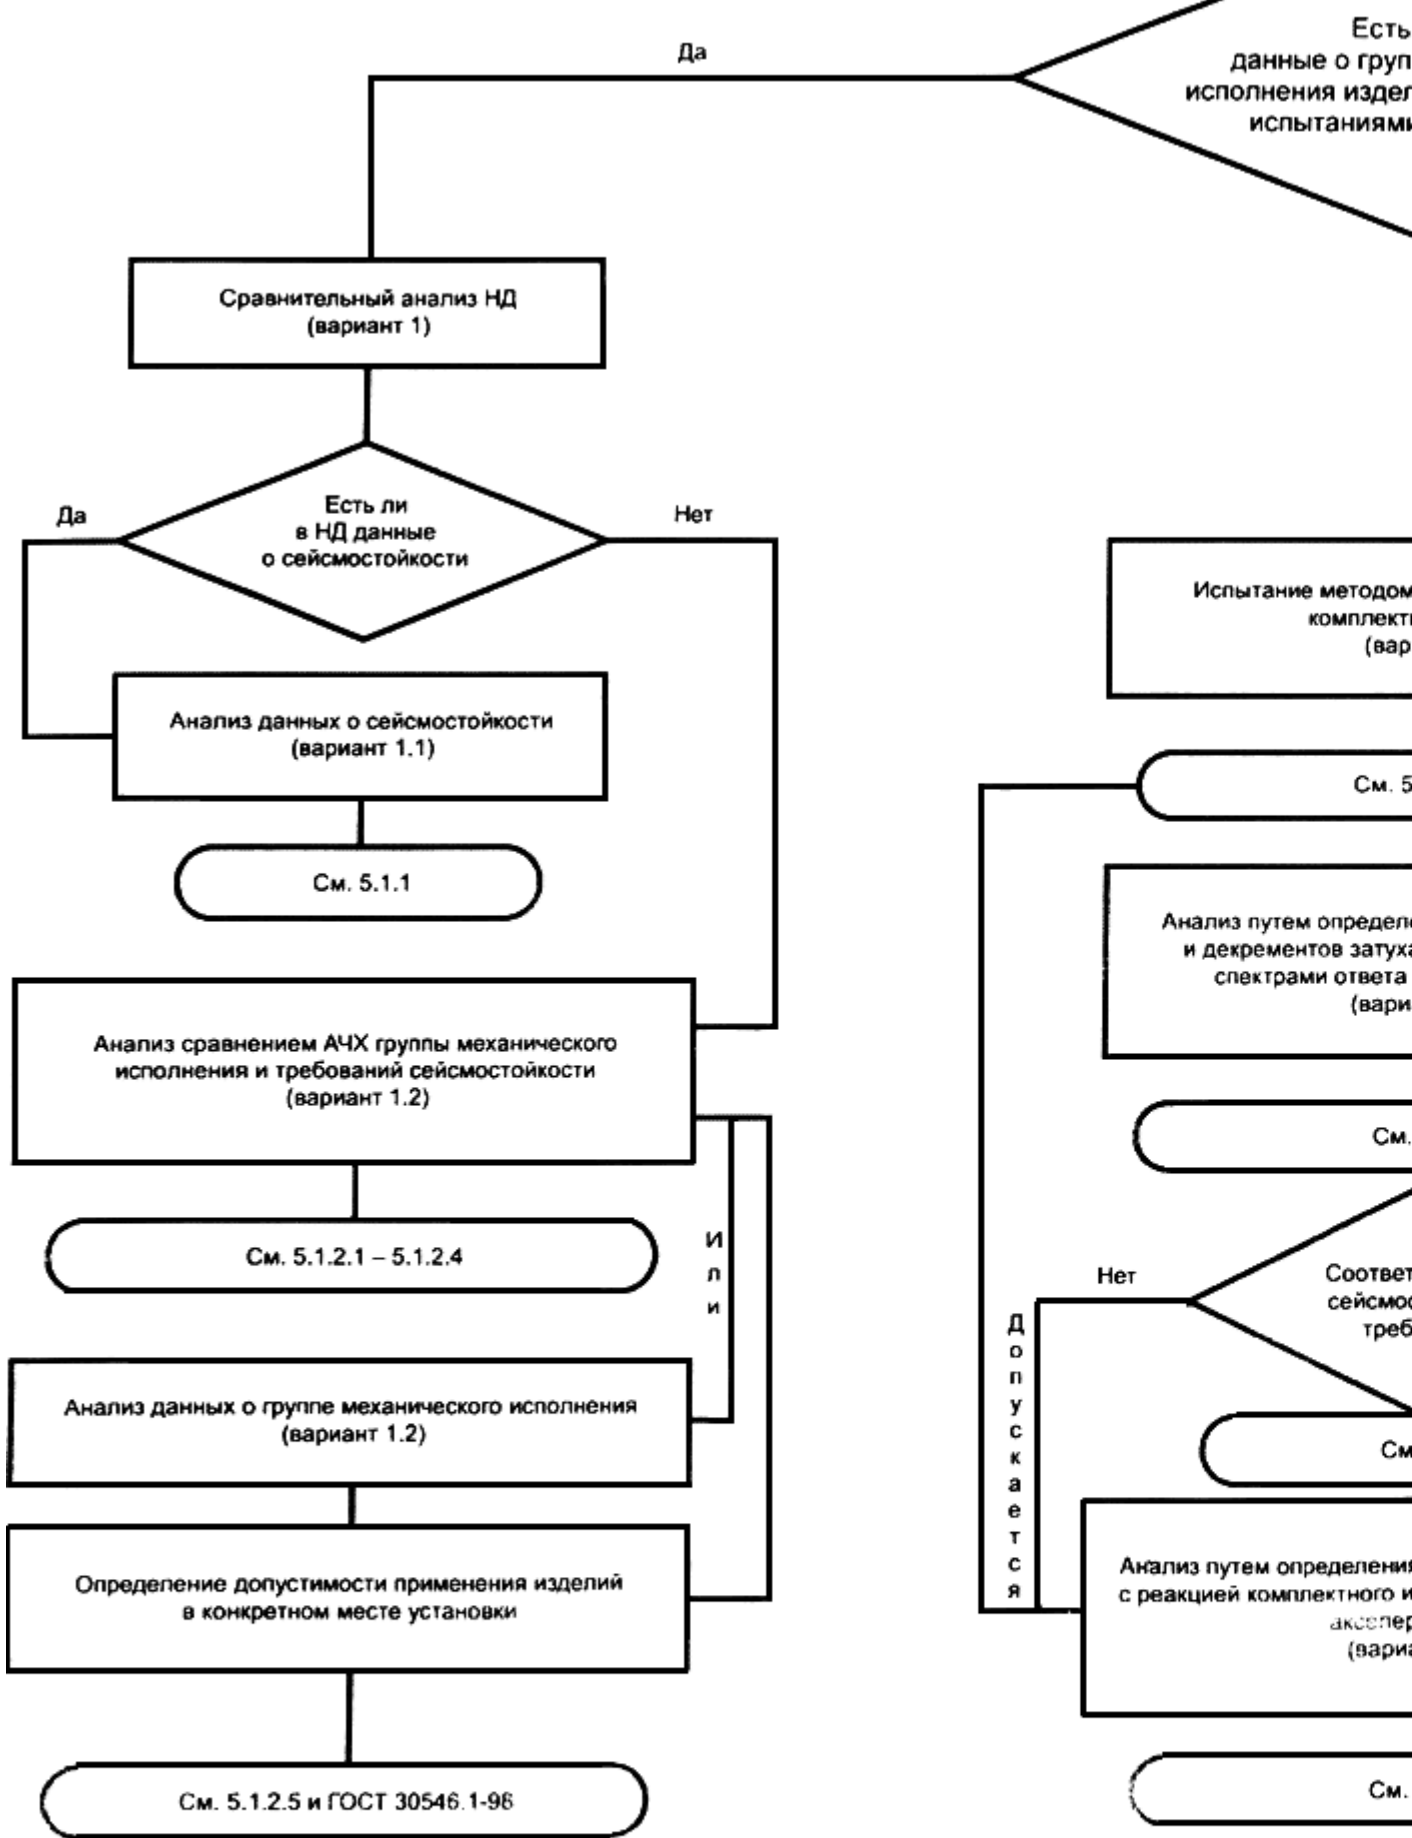 Да
Есть
данные о груп
исполнения издел
испытаниями
Сравнительный анализ НД
(вариант 1)
Да
Есть ли
в НД данные
о сейсмостойкости
Нет
Анализ данных о сейсмостойкости
(вариант 1.1)
См. 5.1.1
Анализ сравнением АЧХ группы механического
исполнения и требований сейсмостойкости
(вариант 1.2)
См. 5.1.2.1 – 5.1.2.4
Или
Анализ данных о группе механического исполнения
(вариант 1.2)
Определение допустимости применения изделий
в конкретном месте установки
См. 5.1.2.5 и ГОСТ 30546.1-98
Испытание методом
комплект
(вар
См. 5
Анализ путем определ
и декрементов затуха
спектрами ответа
(вари
См.
Нет
Соответ
сейсмос
треб
Допускается
См
Анализ путем определения
с реакцией комплектного и
акселер
(вариа
См.